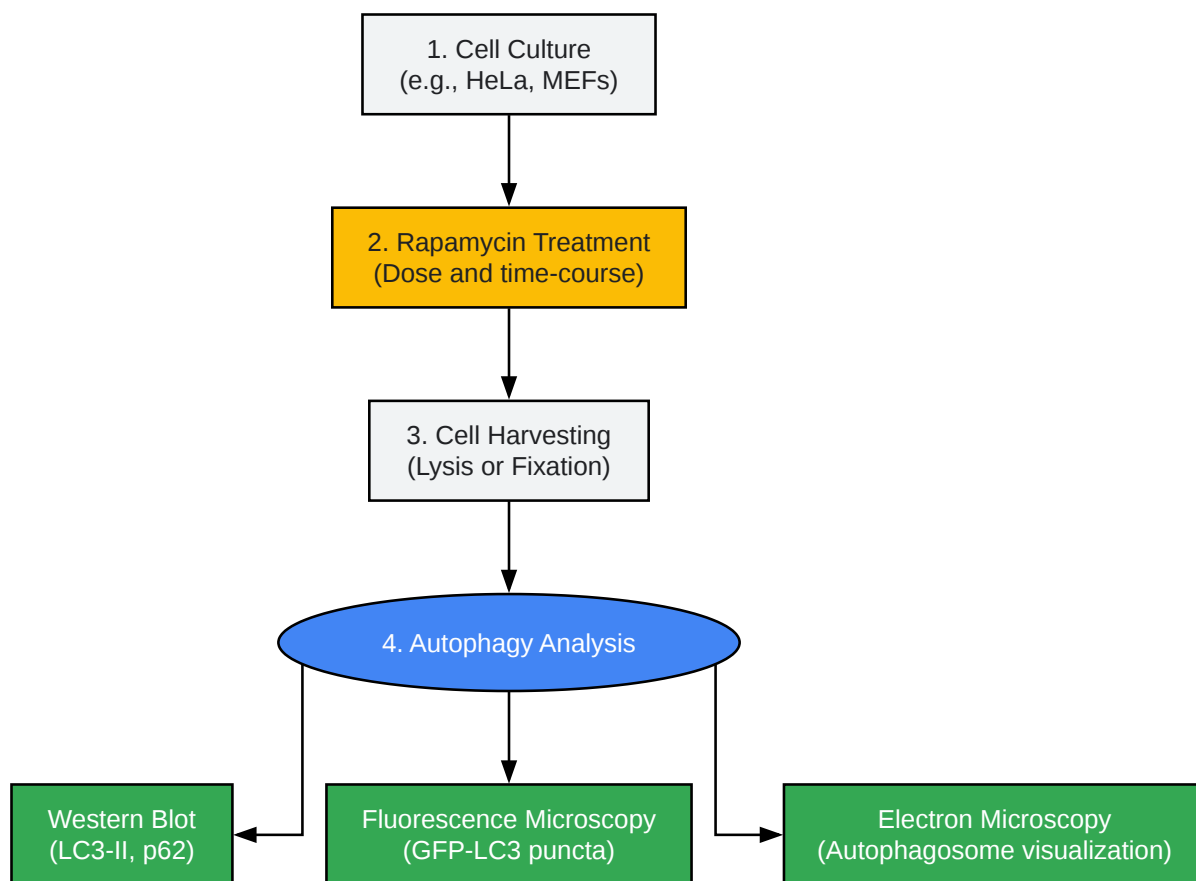 1. Cell Culture
(e.g., HeLa, MEFs)
2. Rapamycin Treatment
(Dose and time-course)
3. Cell Harvesting
(Lysis or Fixation)
4. Autophagy Analysis
Western Blot
(LC3-II, p62)
Fluorescence Microscopy
(GFP-LC3 puncta)
Electron Microscopy
(Autophagosome visualization)